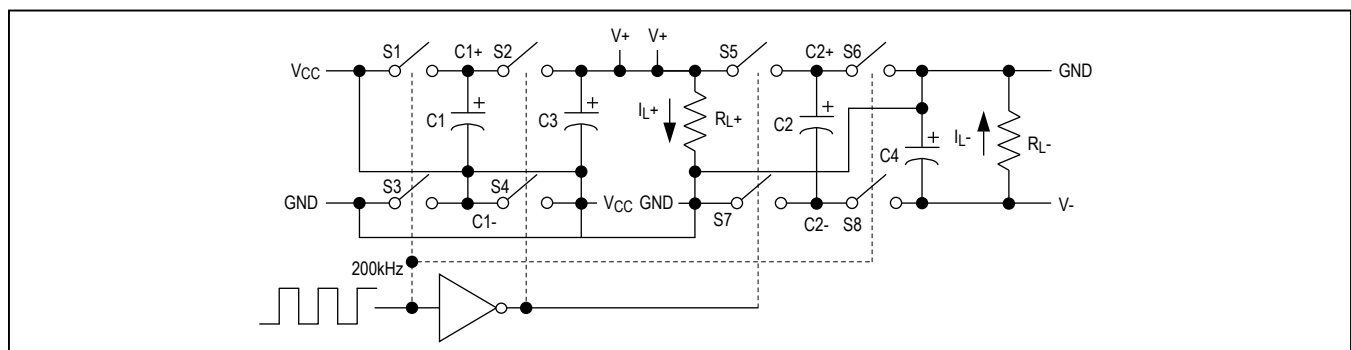 V+ V+
S1 C1+ S2 S5 C2+ S6
VCC GND
+ + + +
C1 C3 IL+ RL+ C2 C4 IL- RL-
S3 S4
GND VCC GND V-
C1- S7 C2- S8
200kHz